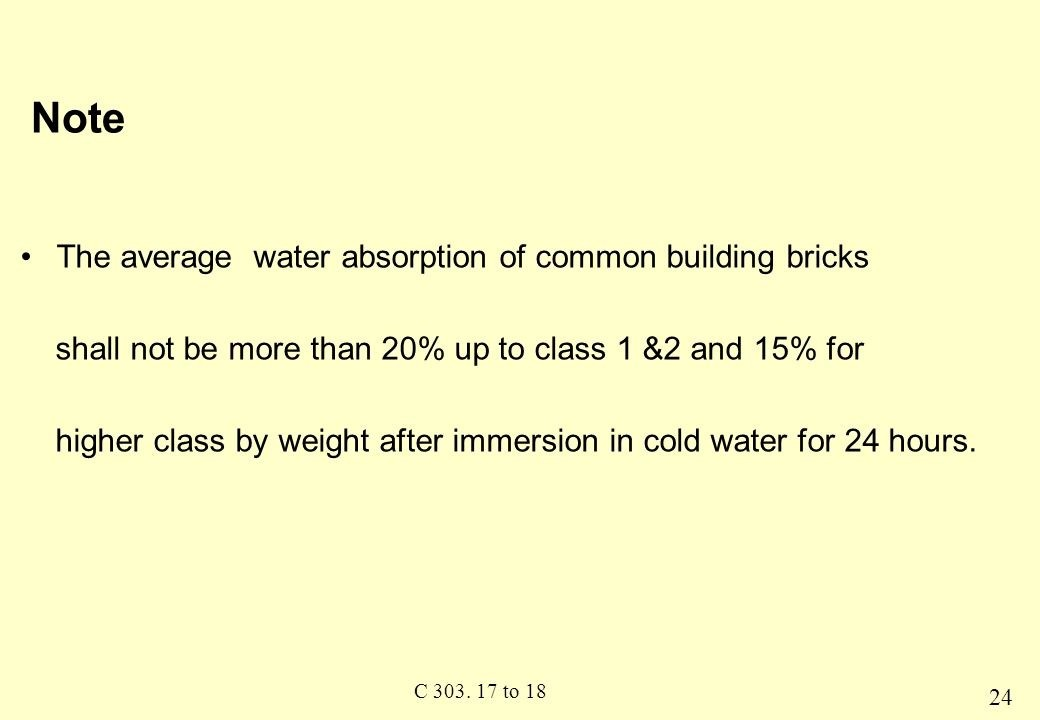 Note
• The average  water absorption of common building bricks
shall not be more than 20% up to class 1 &2 and 15% for
higher class by weight after immersion in cold water for 24 hours.
C 303. 17 to 18
24